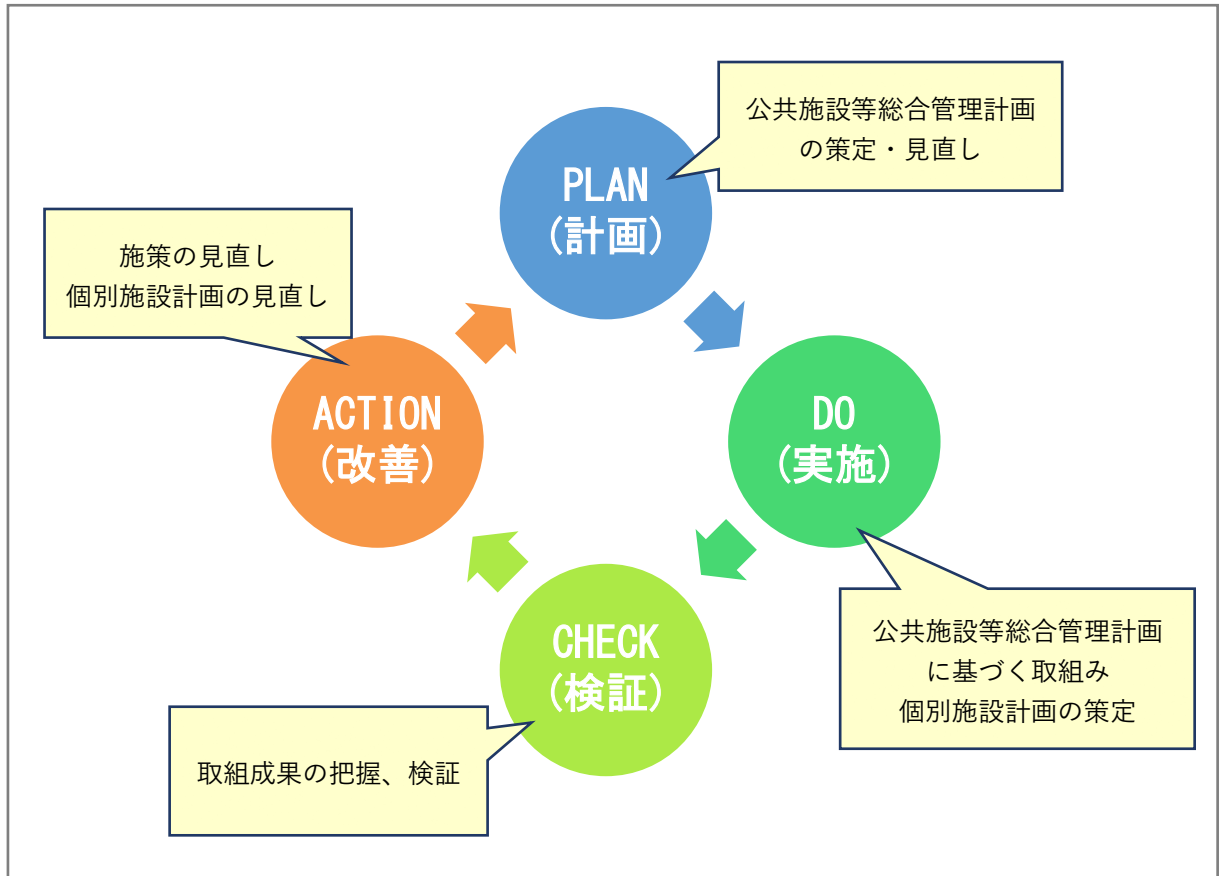 公共施設等総合管理計画
の策定・見直し
PLAN
(計画)
施策の見直し
個別施設計画の見直し
ACTION
(改善)
DO
(実施)
公共施設等総合管理計画
に基づく取組み
個別施設計画の策定
CHECK
(検証)
取組成果の把握、検証